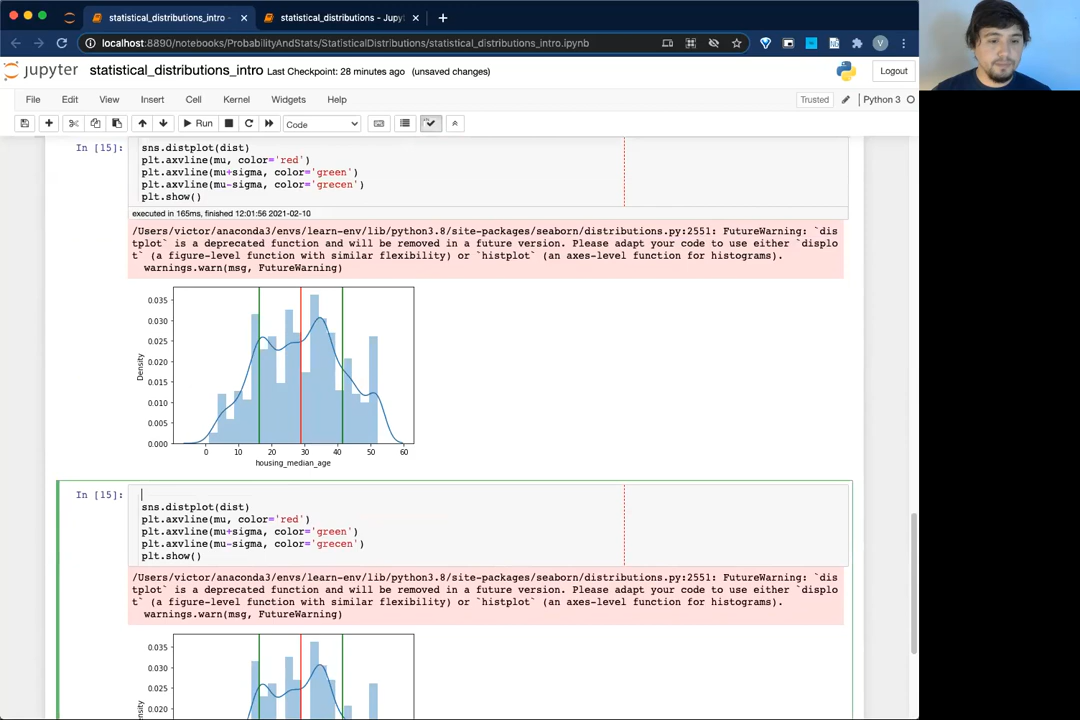 statistical_distributions_intro -
statistical_distributions - Jupyt
localhost:8890/notebooks/ProbabilityAndStats/StatisticalDistributions/statistical_distributions_intro.ipynb
V
jupyter statistical_distributions_intro Last Checkpoint: 28 minutes ago (unsaved changes)
Logout
File Edit View Insert Cell Kernel Widgets Help
Trusted Python 3
Run Code
In [15]:
sns.distplot(dist)
plt.axvline(mu, color='red')
plt.axvline(mu+sigma, color='green')
plt.axvline(mu-sigma, color='grecen')
plt.show()
executed in 165ms, finished 12:01:56 2021-02-10
/Users/victor/anaconda3/envs/learn-env/lib/python3.8/site-packages/seaborn/distributions.py:2551: FutureWarning: `dis
tplot` is a deprecated function and will be removed in a future version. Please adapt your code to use either `displo
t` (a figure-level function with similar flexibility) or `histplot` (an axes-level function for histograms).
warnings.warn(msg, FutureWarning)
0.035
0.030
0.025
0.020
0.015
0.010
0.005
0.000
Density
0 10 20 30 40 50 60
housing_median_age
In [15]:
sns.distplot(dist)
plt.axvline(mu, color='red')
plt.axvline(mu+sigma, color='green')
plt.axvline(mu-sigma, color='grecen')
plt.show()
/Users/victor/anaconda3/envs/learn-env/lib/python3.8/site-packages/seaborn/distributions.py:2551: FutureWarning: `dis
tplot` is a deprecated function and will be removed in a future version. Please adapt your code to use either `displo
t` (a figure-level function with similar flexibility) or `histplot` (an axes-level function for histograms).
warnings.warn(msg, FutureWarning)
0.035
0.030
0.025
0.020